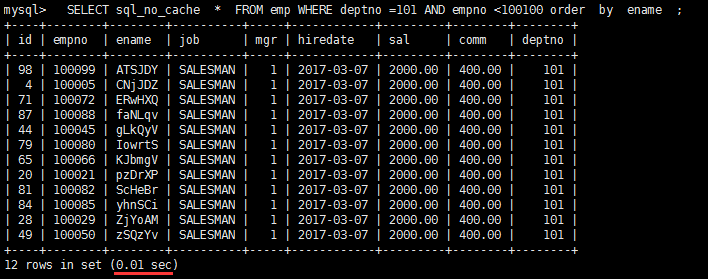 mysql>   SELECT sql_no_cache  *  FROM emp WHERE deptno =101 AND empno <100100 order  by  ename  ;
+----+--------+--------+----------+-----+------------+---------+--------+--------+
| id | empno  | ename  | job      | mgr | hiredate   | sal     | comm   | deptno |
+----+--------+--------+----------+-----+------------+---------+--------+--------+
| 98 | 100099 | ATSJDY | SALESMAN |   1 | 2017-03-07 | 2000.00 | 400.00 |    101 |
|  4 | 100005 | CNjJDZ | SALESMAN |   1 | 2017-03-07 | 2000.00 | 400.00 |    101 |
| 71 | 100072 | ERwHXQ | SALESMAN |   1 | 2017-03-07 | 2000.00 | 400.00 |    101 |
| 87 | 100088 | faNLqv | SALESMAN |   1 | 2017-03-07 | 2000.00 | 400.00 |    101 |
| 44 | 100045 | gLkQyV | SALESMAN |   1 | 2017-03-07 | 2000.00 | 400.00 |    101 |
| 79 | 100080 | IowrtS | SALESMAN |   1 | 2017-03-07 | 2000.00 | 400.00 |    101 |
| 65 | 100066 | KJbmgV | SALESMAN |   1 | 2017-03-07 | 2000.00 | 400.00 |    101 |
| 20 | 100021 | pzDrXP | SALESMAN |   1 | 2017-03-07 | 2000.00 | 400.00 |    101 |
| 81 | 100082 | ScHeBr | SALESMAN |   1 | 2017-03-07 | 2000.00 | 400.00 |    101 |
| 84 | 100085 | yhnSCi | SALESMAN |   1 | 2017-03-07 | 2000.00 | 400.00 |    101 |
| 28 | 100029 | ZjYoAM | SALESMAN |   1 | 2017-03-07 | 2000.00 | 400.00 |    101 |
| 49 | 100050 | zSQzYv | SALESMAN |   1 | 2017-03-07 | 2000.00 | 400.00 |    101 |
+----+--------+--------+----------+-----+------------+---------+--------+--------+
12 rows in set (0.01 sec)